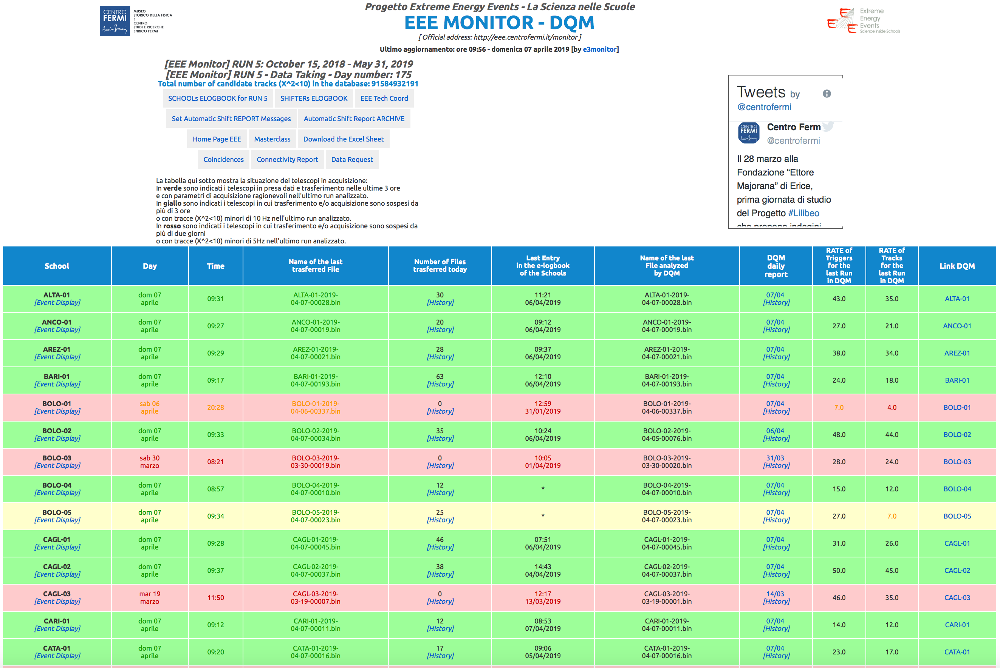 CENTRO
FERMI
MUSEO
STORICO DELLA FISICA
E
CENTRO
STUDI E RICERCHE
ENRICO FERMI
Progetto Extreme Energy Events - La Scienza nelle Scuole
EEE MONITOR - DQM
[ Official address: http://eee.centrofermi.it/monitor ]
Ultimo aggiornamento: ore 09:56 - domenica 07 aprile 2019 [by e3monitor]
EEE
Extreme
Energy
Events
Science inside Schools
[EEE Monitor] RUN 5: October 15, 2018 - May 31, 2019
[EEE Monitor] RUN 5 - Data Taking - Day number: 175
Total number of candidate tracks (X^2<10) in the database: 91584932191
SCHOOLs ELOGBOOK for RUN 5 SHIFTERs ELOGBOOK EEE Tech Coord
Set Automatic Shift REPORT Messages Automatic Shift Report ARCHIVE
Home Page EEE Masterclass Download the Excel Sheet
Coincidences Connectivity Report Data Request
La tabella qui sotto mostra la situazione dei telescopi in acquisizione:
In verde sono indicati i telescopi in presa dati e trasferimento nelle ultime 3 ore
e con parametri di acquisizione ragionevoli nell'ultimo run analizzato.
In giallo sono indicati i telescopi in cui trasferimento e/o acquisizione sono sospesi da
più di 3 ore
o con tracce (X^2<10) minori di 10 Hz nell'ultimo run analizzato.
In rosso sono indicati i telescopi in cui trasferimento e/o acquisizione sono sospesi da
più di due giorni
o con tracce (X^2<10) minori di 5Hz nell'ultimo run analizzato.
Tweets by
@centrofermi
CENTRO
FERMI
Centro Ferm
@centrofermi
Il 28 marzo alla
Fondazione “Ettore
Majorana” di Erice,
prima giornata di studio
del Progetto #Lilibeo
che propone indagini
School
Day
Time
Name of the last
trasferred File
Number of Files
trasferred today
Last Entry
in the e-logbook
of the Schools
Name of the last
File analyzed
by DQM
DQM
daily
report
RATE of
Triggers
for the
last Run
in DQM
RATE of
Tracks
for the
last Run
in DQM
Link DQM
ALTA-01 dom 07 ALTA-01-2019- 30 11:21 ALTA-01-2019- 07/04
09:31 43.0 35.0 ALTA-01
[Event Display] aprile 04-07-00028.bin [History] 06/04/2019 04-07-00028.bin [History]
ANCO-01 dom 07 ANCO-01-2019- 20 09:12 ANCO-01-2019- 07/04
09:27 27.0 21.0 ANCO-01
[Event Display] aprile 04-07-00019.bin [History] 06/04/2019 04-07-00019.bin [History]
AREZ-01 dom 07 AREZ-01-2019- 28 09:37 AREZ-01-2019- 07/04
09:29 38.0 34.0 AREZ-01
[Event Display] aprile 04-07-00021.bin [History] 06/04/2019 04-07-00021.bin [History]
BARI-01 dom 07 BARI-01-2019- 63 12:10 BARI-01-2019- 07/04
09:17 24.0 18.0 BARI-01
[Event Display] aprile 04-07-00193.bin [History] 06/04/2019 04-07-00193.bin [History]
BOLO-01 sab 06 BOLO-01-2019- 0 12:59 BOLO-01-2019- 07/04
20:28 7.0 4.0 BOLO-01
[Event Display] aprile 04-06-00337.bin [History] 31/01/2019 04-06-00337.bin [History]
BOLO-02 dom 07 BOLO-02-2019- 35 10:24 BOLO-02-2019- 06/04
09:33 48.0 44.0 BOLO-02
[Event Display] aprile 04-07-00034.bin [History] 06/04/2019 04-05-00076.bin [History]
BOLO-03 sab 30 BOLO-03-2019- 0 10:05 BOLO-03-2019- 31/03
08:21 28.0 24.0 BOLO-03
[Event Display] marzo 03-30-00019.bin [History] 01/04/2019 03-30-00020.bin [History]
BOLO-04 dom 07 BOLO-04-2019- 12 BOLO-04-2019- 07/04
08:57 * 15.0 12.0 BOLO-04
[Event Display] aprile 04-07-00010.bin [History] 04-07-00010.bin [History]
BOLO-05 dom 07 BOLO-05-2019- 25 BOLO-05-2019- 07/04
09:34 * 27.0 7.0 BOLO-05
[Event Display] aprile 04-07-00023.bin [History] 04-07-00023.bin [History]
CAGL-01 dom 07 CAGL-01-2019- 46 07:51 CAGL-01-2019- 07/04
09:28 31.0 26.0 CAGL-01
[Event Display] aprile 04-07-00045.bin [History] 06/04/2019 04-07-00045.bin [History]
CAGL-02 dom 07 CAGL-02-2019- 38 14:43 CAGL-02-2019- 07/04
09:37 50.0 45.0 CAGL-02
[Event Display] aprile 04-07-00037.bin [History] 04/04/2019 04-07-00037.bin [History]
CAGL-03 mar 19 CAGL-03-2019- 0 12:17 CAGL-03-2019- 14/03
11:50 46.0 35.0 CAGL-03
[Event Display] marzo 03-19-00007.bin [History] 13/03/2019 03-19-00001.bin [History]
CARI-01 dom 07 CARI-01-2019- 12 08:53 CARI-01-2019- 07/04
09:12 14.0 12.0 CARI-01
[Event Display] aprile 04-07-00011.bin [History] 07/04/2019 04-07-00011.bin [History]
CATA-01 dom 07 CATA-01-2019- 17 09:06 CATA-01-2019- 07/04
09:20 23.0 17.0 CATA-01
[Event Display] aprile 04-07-00016.bin [History] 05/04/2019 04-07-00016.bin [History]